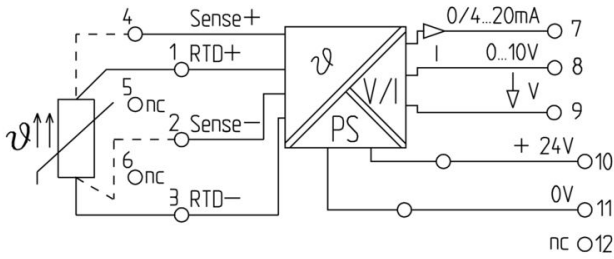 4 Sense+
0/4...20mA
7
1 RTD+
I
0...10V
8
ϑ
V/I
V
5 nc
9
2 Sense-
PS
ϑ
+ 24V
10
6 nc
3 RTD-
0V
11
nc 12